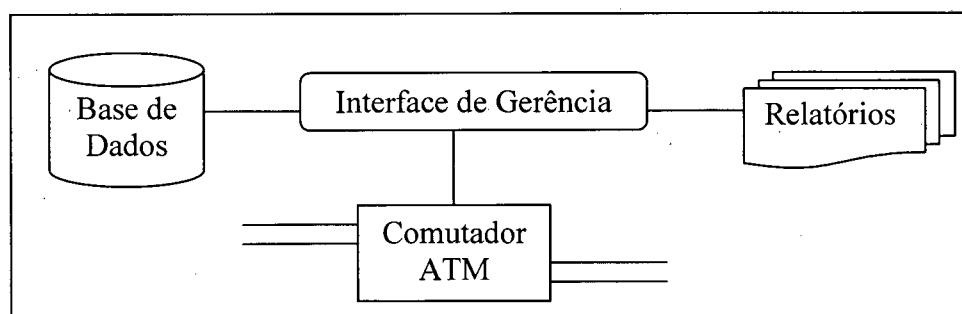 Base de
Dados
Interface de Gerência
Relatórios
Comutador
ATM